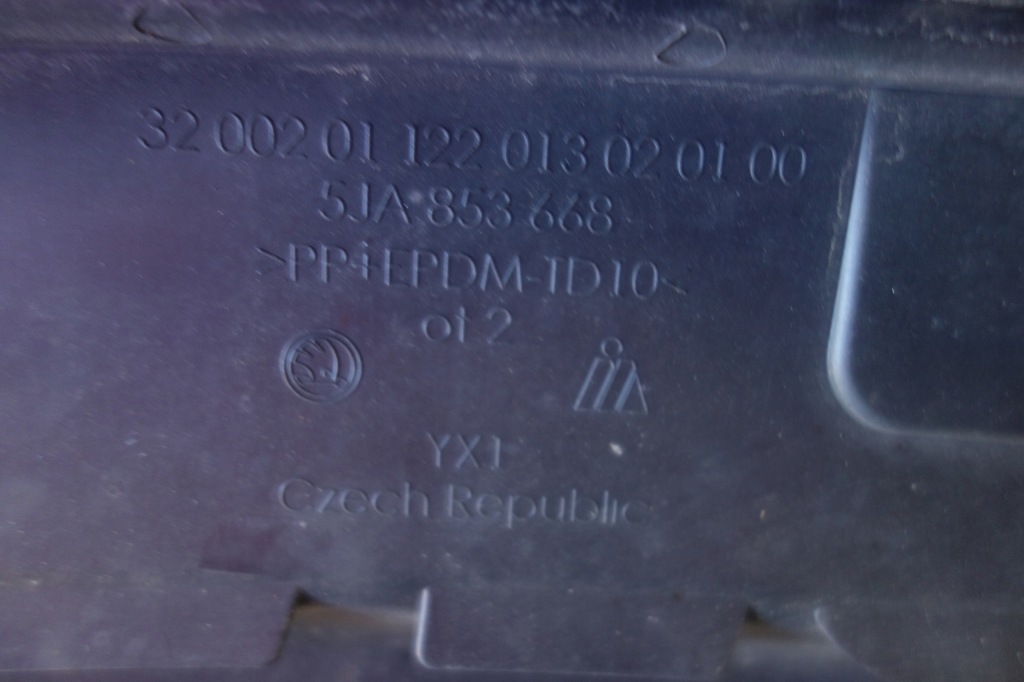 32 002 01 122 013 02 01 00
5JA 853 668
>PP+EPDM-TD10<
of 2
YX1
Czech Republic